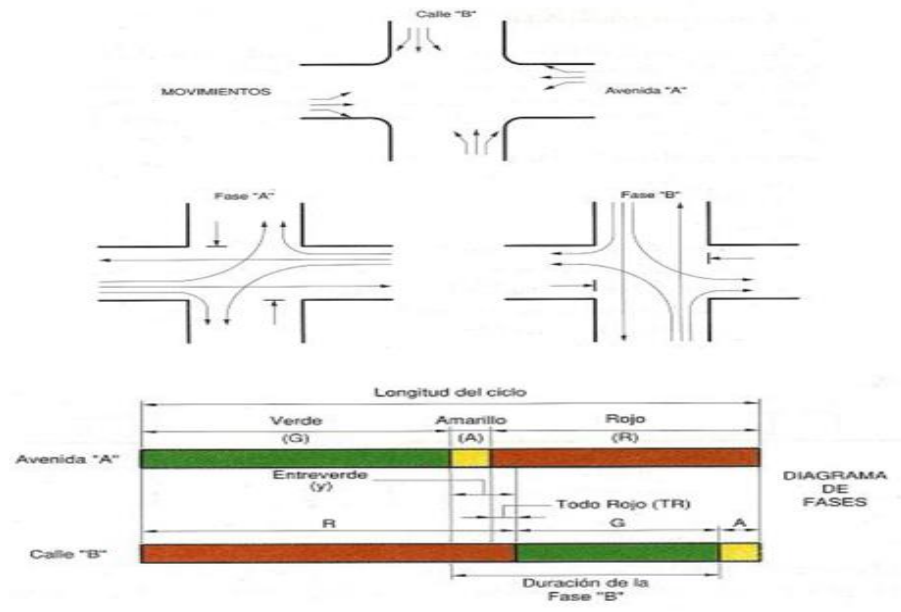 Calle "B"
MOVIMIENTOS
Avenida "A"
Fase "A"
Fase "B"
Longitud del ciclo
Verde
(G)
Amarillo
(A)
Rojo
(R)
Avenida "A"
Entreverde
(y)
Todo Rojo (TR)
DIAGRAMA
DE
FASES
R
G
A
Calle "B"
Duración de la
Fase "B"